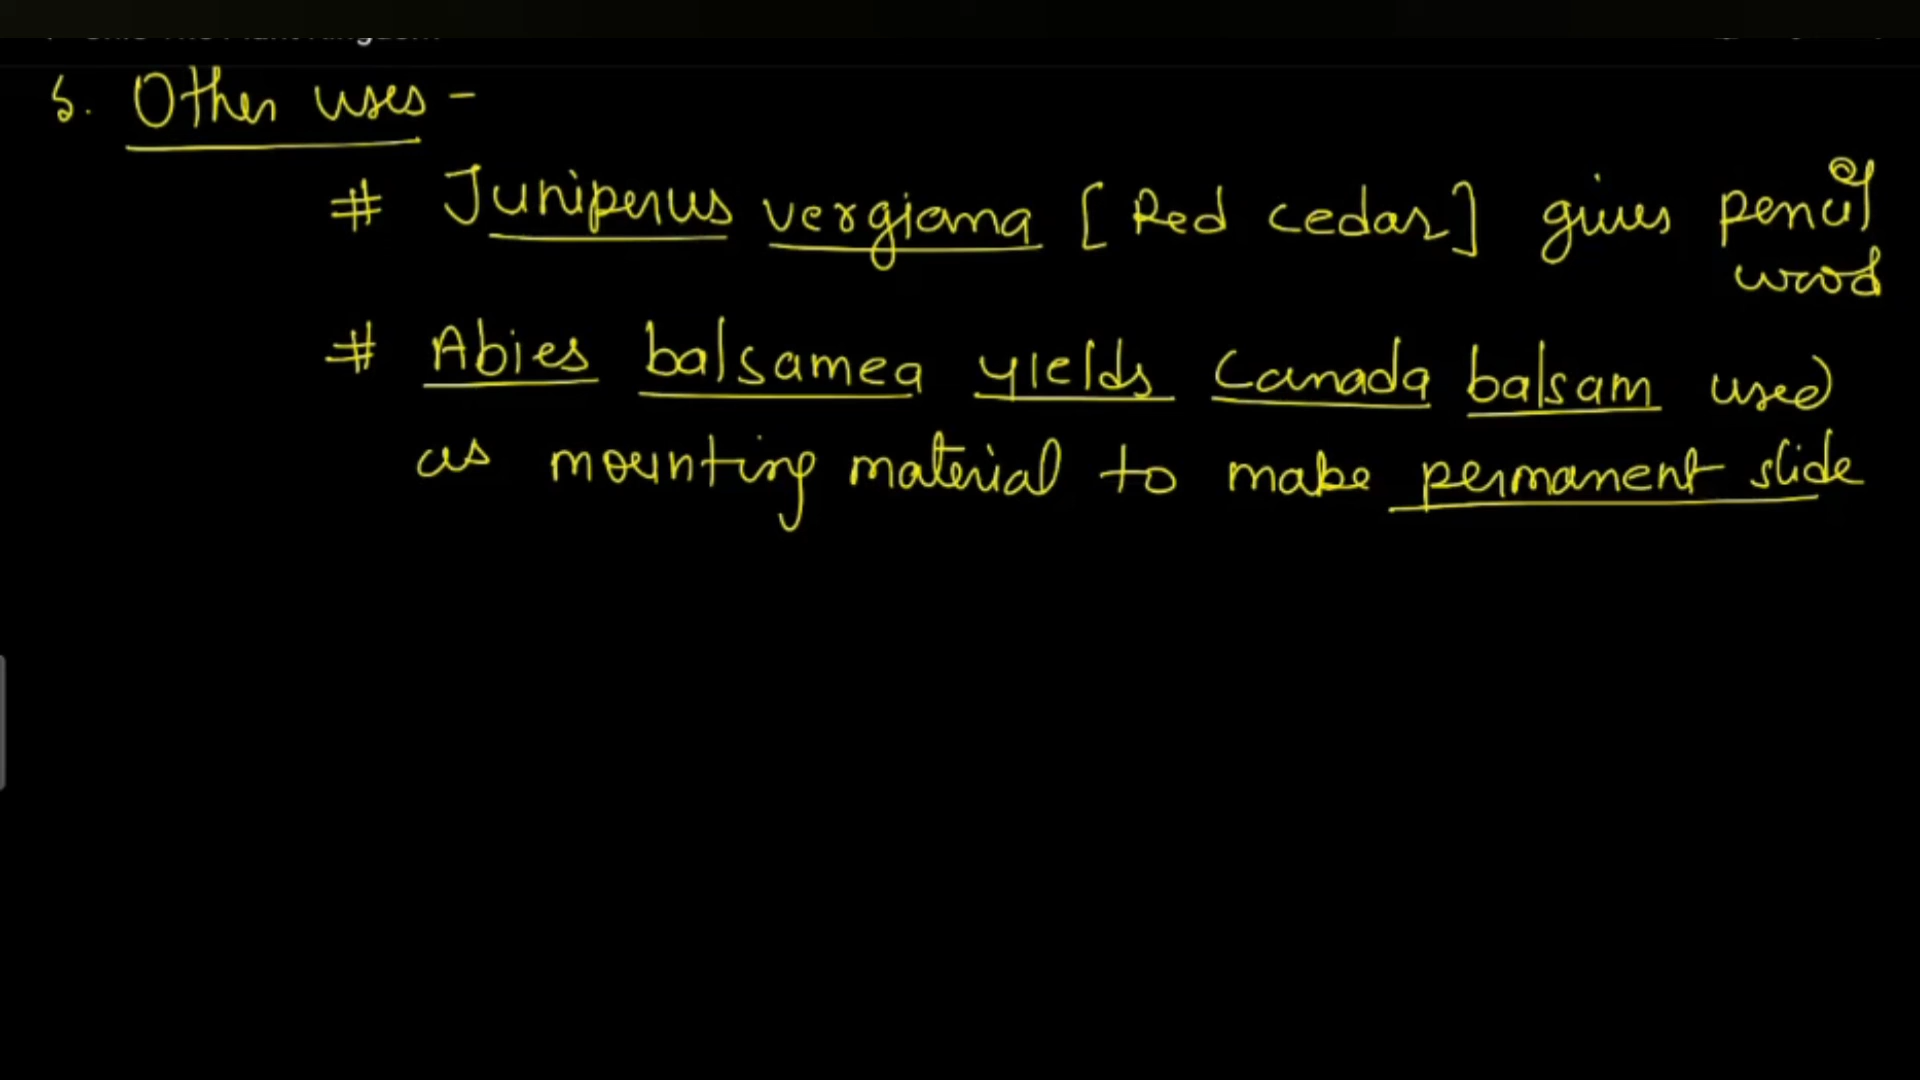 5. Other uses -
# Juniperus vergiana [Red cedar] gives pencil
wood
# Abies balsamea yields Canada balsam used
as mounting material to make permanent slide